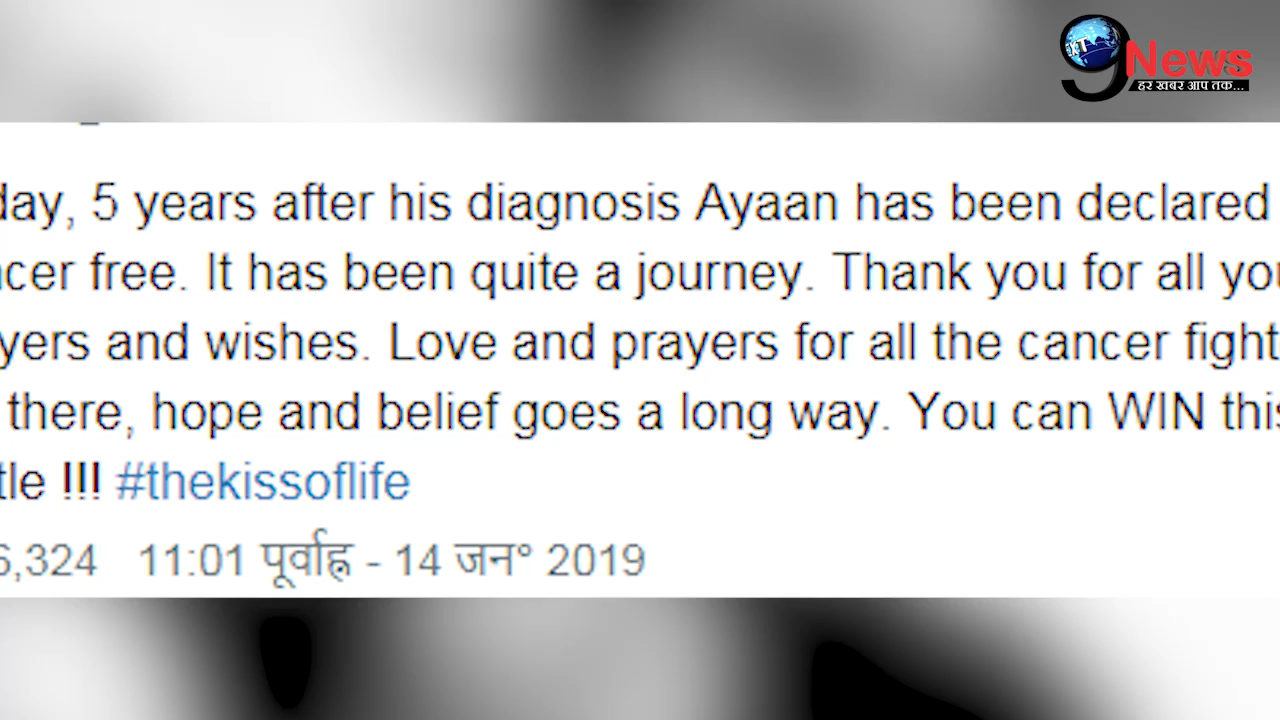 9 News
हर खबर आप तक...
day, 5 years after his diagnosis Ayaan has been declared
cer free. It has been quite a journey. Thank you for all you
yers and wishes. Love and prayers for all the cancer fight
there, hope and belief goes a long way. You can WIN this
tle !!! #thekissoflife
6,324 11:01 पूर्वाह्न - 14 जन॰ 2019